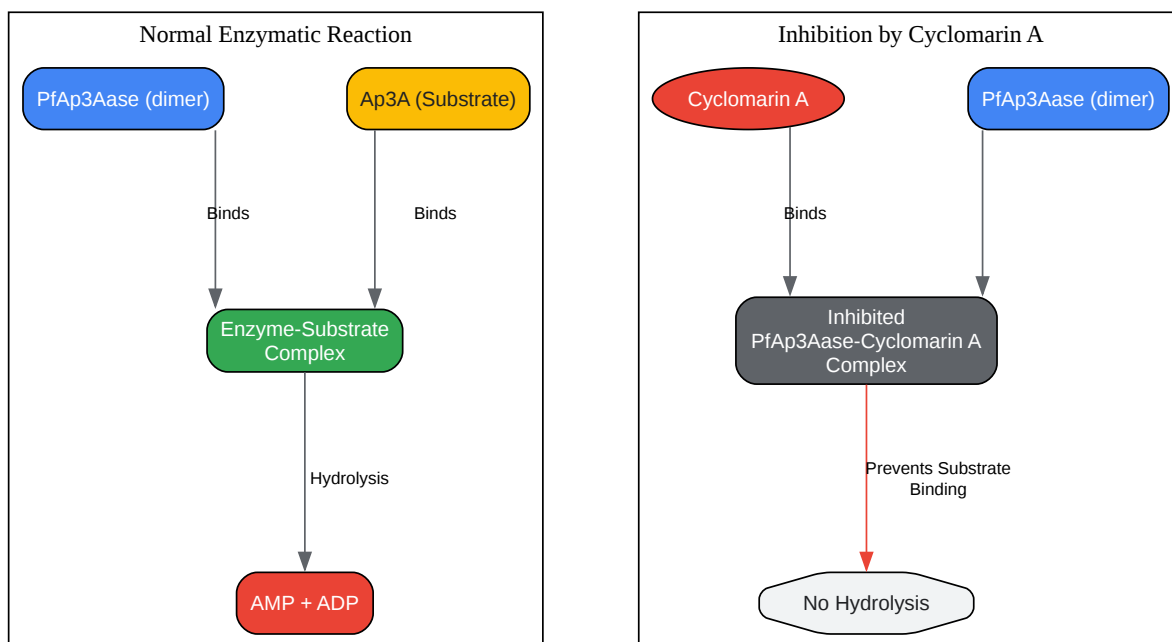 Normal Enzymatic Reaction
PfAp3Aase (dimer)
Ap3A (Substrate)
Binds
Binds
Enzyme-Substrate
Complex
Hydrolysis
AMP + ADP
Inhibition by Cyclomarin A
Cyclomarin A
PfAp3Aase (dimer)
Binds
Inhibited
PfAp3Aase-Cyclomarin A
Complex
Prevents Substrate
Binding
No Hydrolysis